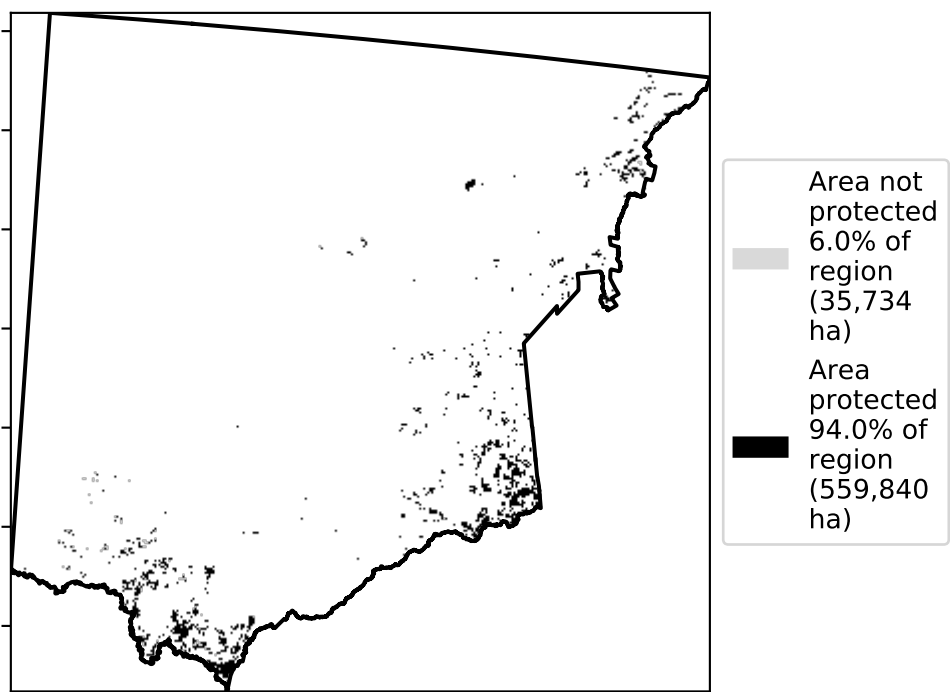 Area not
protected
6.0% of
region
(35,734
ha)
Area
protected
94.0% of
region
(559,840
ha)